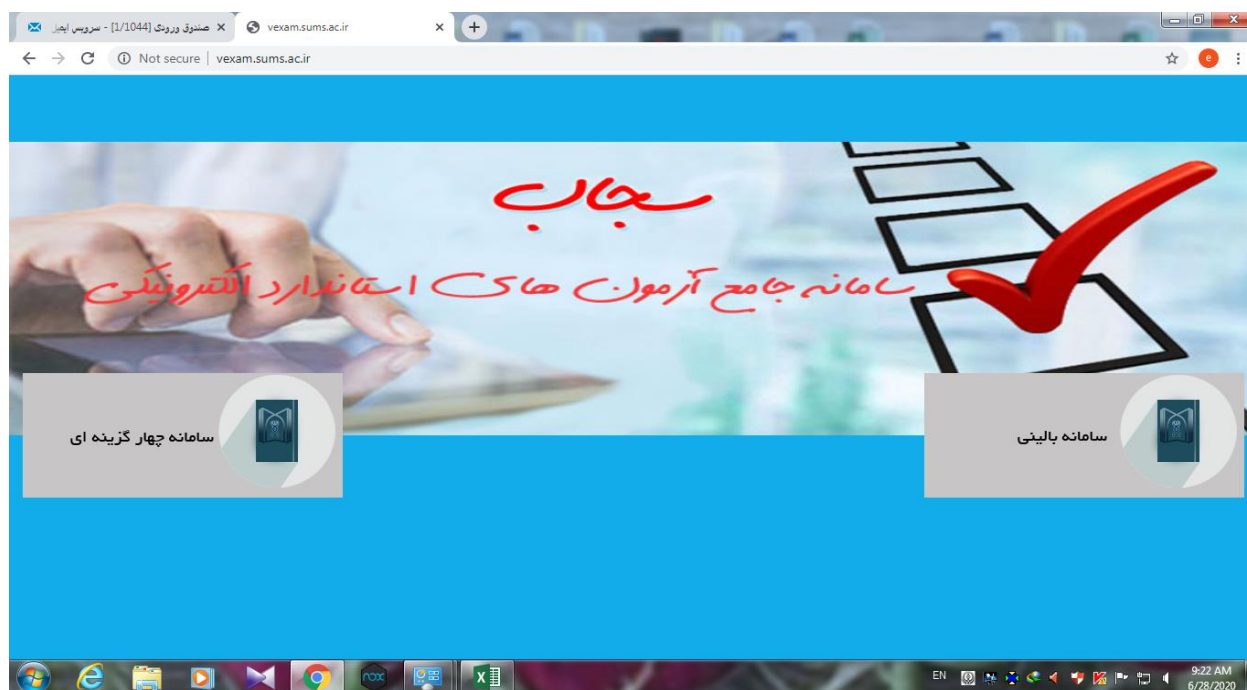 صندوق ورودی [1/1044] - سرویس ایمیل
vexam.sums.ac.ir
Not secure | vexam.sums.ac.ir
e
سجاب
سامانه جامع آزمون های استاندارد الکترونیکی
سامانه بالینی
سامانه چهار گزینه ای
nox
EN
9:22 AM
6/28/2020